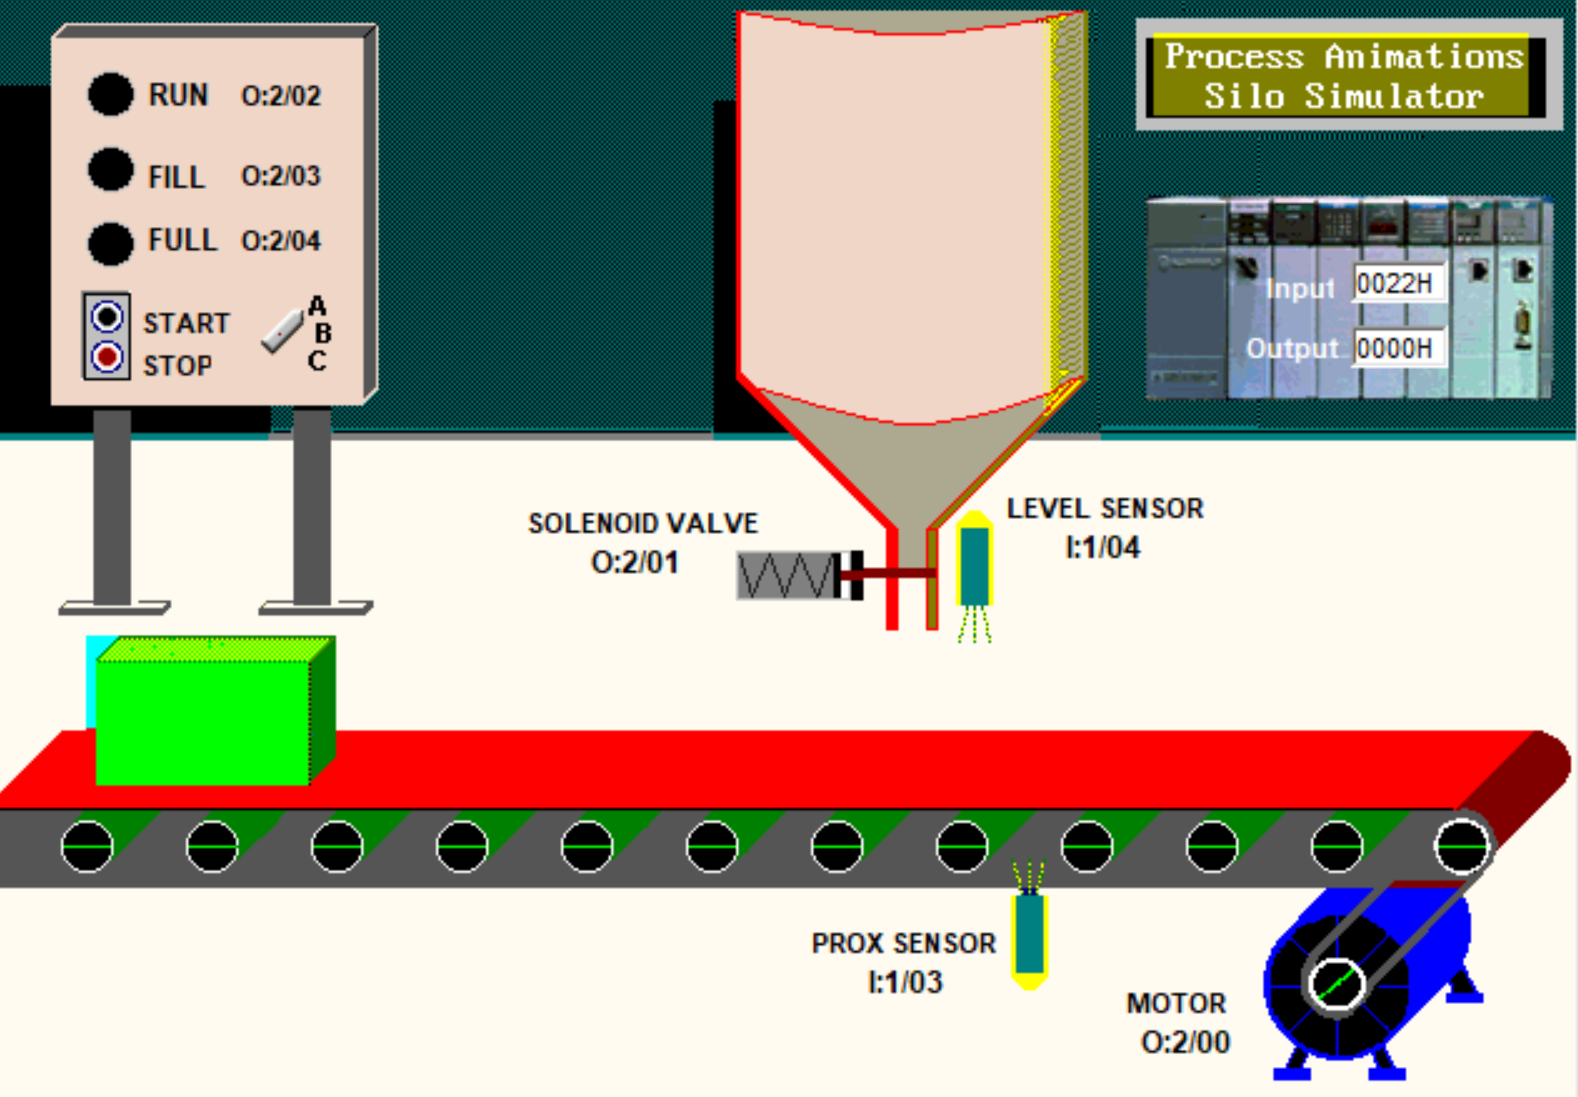 Process Animations
Silo Simulator
RUN O:2/02
FILL O:2/03
FULL O:2/04
START
STOP
A
B
C
Input 0022H
Output 0000H
SOLENOID VALVE
O:2/01
LEVEL SENSOR
I:1/04
PROX SENSOR
I:1/03
MOTOR
O:2/00